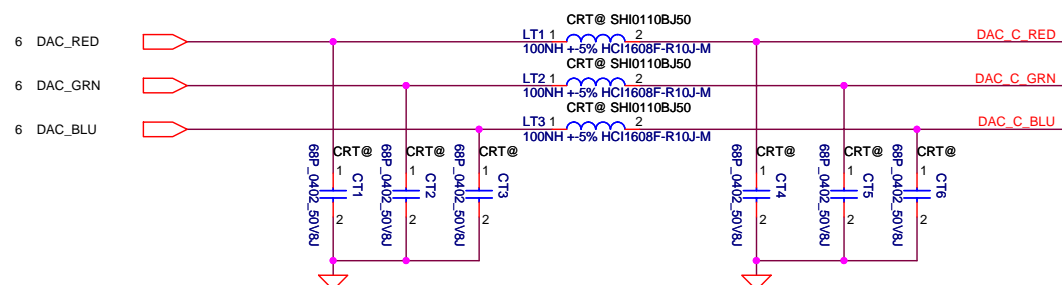 CRT@ SHI0110BJ50
6 DAC_RED LT1 1 2 DAC_C_RED
100NH +-5% HCI1608F-R10J-M
CRT@ SHI0110BJ50
6 DAC_GRN LT2 1 2 DAC_C_GRN
100NH +-5% HCI1608F-R10J-M
CRT@ SHI0110BJ50
6 DAC_BLU LT3 1 2 DAC_C_BLU
100NH +-5% HCI1608F-R10J-M
CRT@ CRT@ CRT@ CRT@ CRT@ CRT@
1 1 1 1 1 1
68P_0402_50V8J CT1 68P_0402_50V8J CT2 68P_0402_50V8J CT3 68P_0402_50V8J CT4 68P_0402_50V8J CT5 68P_0402_50V8J CT6
2 2 2 2 2 2